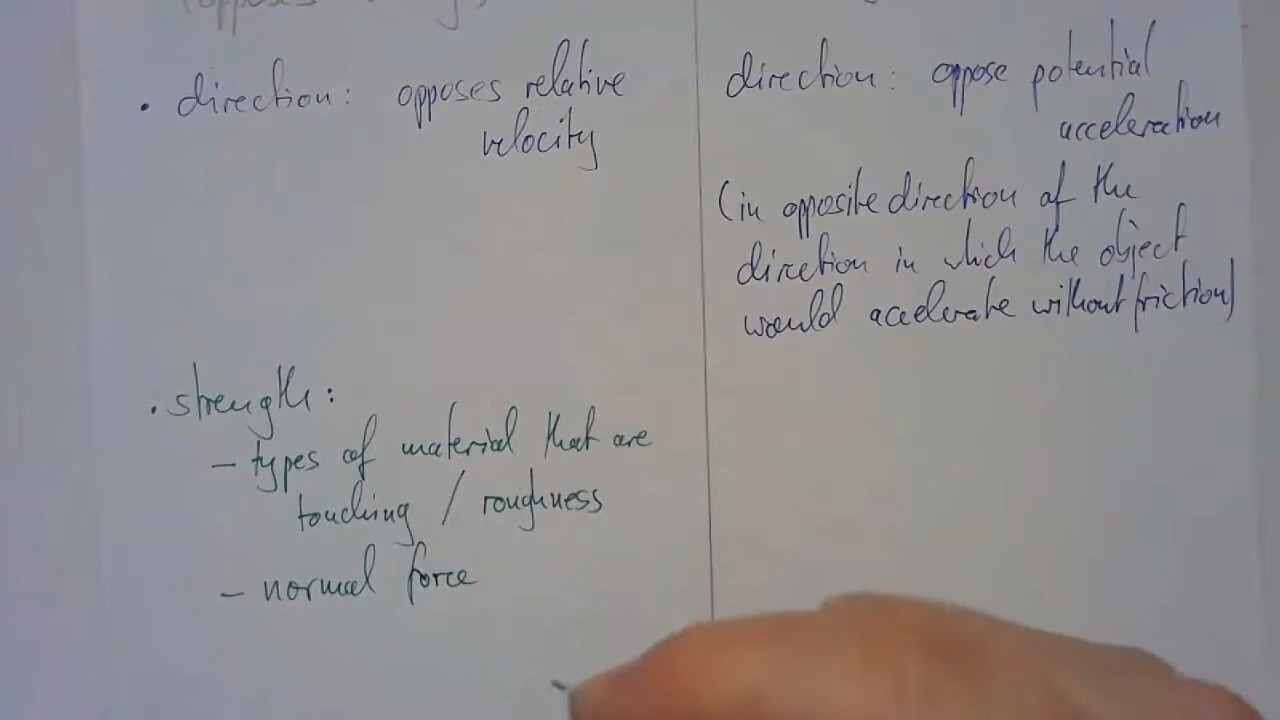 (opposes
• direction: opposes relative
velocity
direction: oppose potential
acceleration
(in opposite direction of the
direction in which the object
would accelerate without friction)
• strength:
- types of material that are
touching / roughness
- normal force